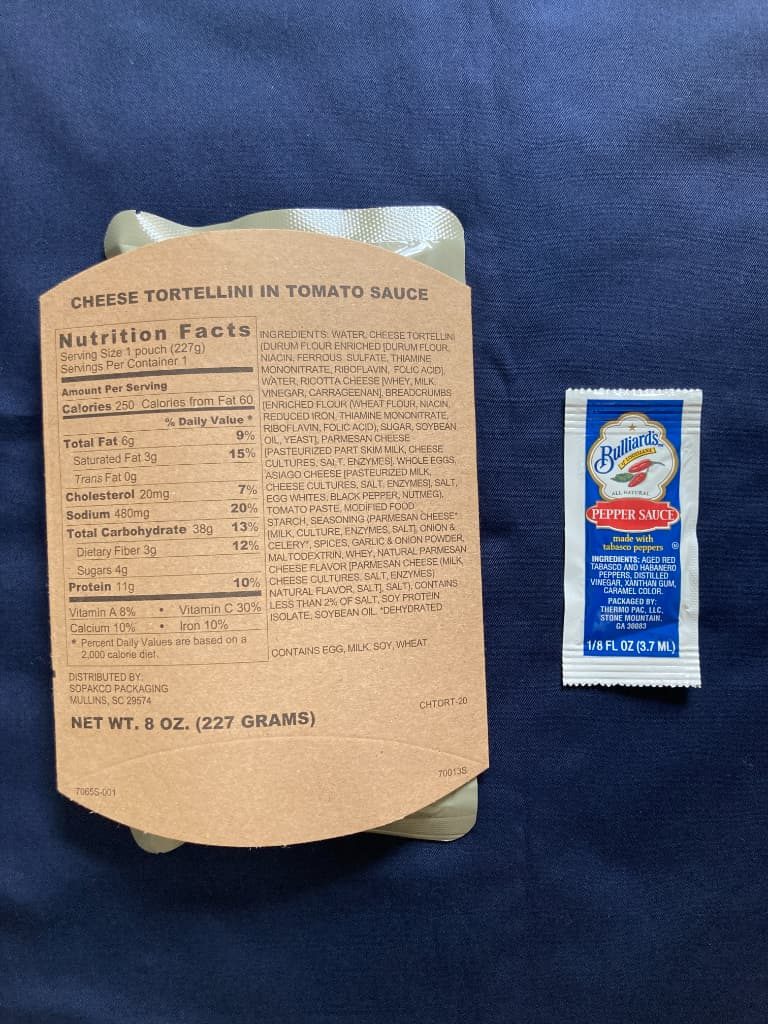 CHEESE TORTELLINI IN TOMATO SAUCE
Nutrition Facts
Serving Size 1 pouch (227g)
Servings Per Container 1
Amount Per Serving
Calories 250 Calories from Fat 60
% Daily Value *
Total Fat 6g 9%
Saturated Fat 3g 15%
Trans Fat 0g
Cholesterol 20mg 7%
Sodium 480mg 20%
Total Carbohydrate 38g 13%
Dietary Fiber 3g 12%
Sugars 4g
Protein 11g 10%
Vitamin A 8% • Vitamin C 30%
Calcium 10% • Iron 10%
* Percent Daily Values are based on a
2,000 calorie diet.
INGREDIENTS: WATER, CHEESE TORTELLINI
(DURUM FLOUR ENRICHED [DURUM FLOUR,
NIACIN, FERROUS SULFATE, THIAMINE
MONONITRATE, RIBOFLAVIN, FOLIC ACID],
WATER, RICOTTA CHEESE [WHEY, MILK,
VINEGAR, CARRAGEENAN], BREADCRUMBS
[ENRICHED FLOUR (WHEAT FLOUR, NIACIN,
REDUCED IRON, THIAMINE MONONITRATE,
RIBOFLAVIN, FOLIC ACID), SUGAR, SOYBEAN
OIL, YEAST], PARMESAN CHEESE
[PASTEURIZED PART SKIM MILK, CHEESE
CULTURES, SALT, ENZYMES], WHOLE EGGS,
ASIAGO CHEESE [PASTEURIZED MILK,
CHEESE CULTURES, SALT, ENZYMES], SALT,
EGG WHITES, BLACK PEPPER, NUTMEG),
TOMATO PASTE, MODIFIED FOOD
STARCH, SEASONING (PARMESAN CHEESE*
[MILK, CULTURE, ENZYMES, SALT], ONION &
CELERY*, SPICES, GARLIC & ONION POWDER,
MALTODEXTRIN, WHEY, NATURAL PARMESAN
CHEESE FLAVOR [PARMESAN CHEESE (MILK,
CHEESE CULTURES, SALT, ENZYMES)
NATURAL FLAVOR, SALT], SALT), CONTAINS
LESS THAN 2% OF SALT, SOY PROTEIN
ISOLATE, SOYBEAN OIL. *DEHYDRATED
CONTAINS EGG, MILK, SOY, WHEAT.
DISTRIBUTED BY:
SOPAKCO PACKAGING
MULLINS, SC 29574
CHTORT-20
NET WT. 8 OZ. (227 GRAMS)
70013S
7065S-001
Bulliard's
OF LOUISIANA
ALL NATURAL
PEPPER SAUCE
made with
tabasco peppers ®
INGREDIENTS: AGED RED
TABASCO AND HABANERO
PEPPERS, DISTILLED
VINEGAR, XANTHAN GUM,
CARAMEL COLOR.
PACKAGED BY:
THERMO PAC, LLC,
STONE MOUNTAIN,
GA 30083
1/8 FL OZ (3.7 ML)